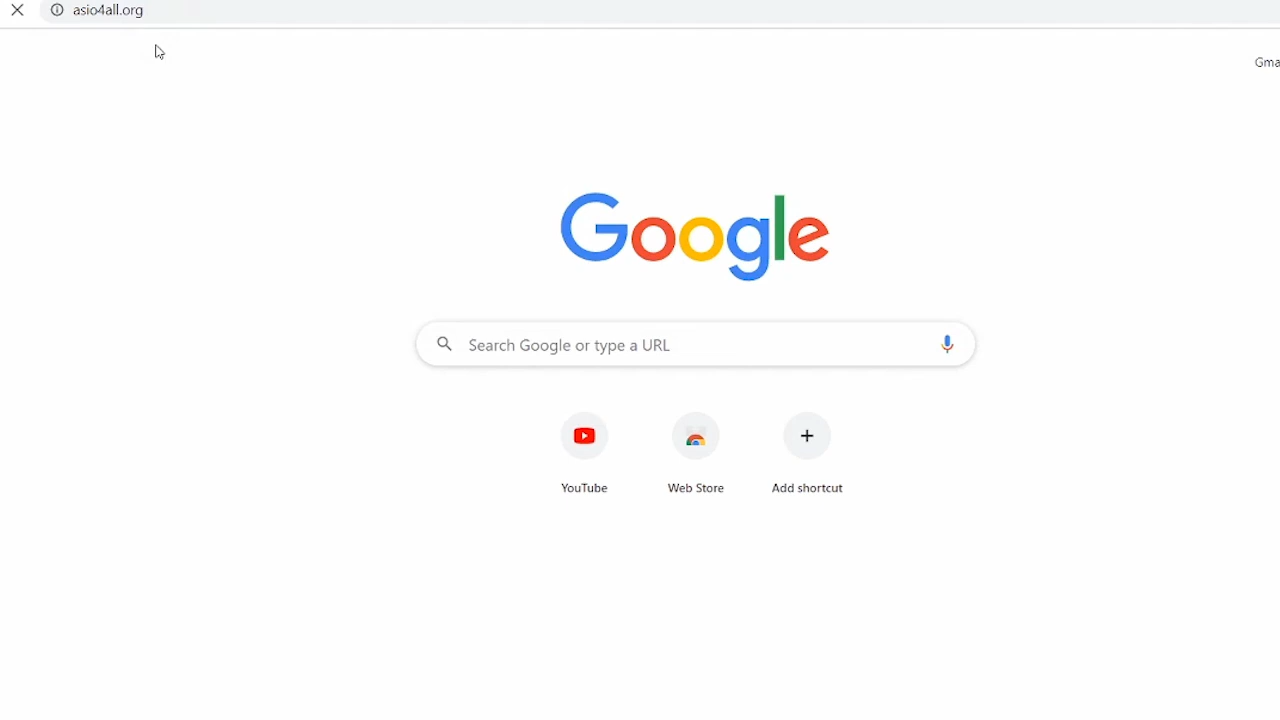 asio4all.org
Gma
Google
Search Google or type a URL
YouTube
Web Store
Add shortcut